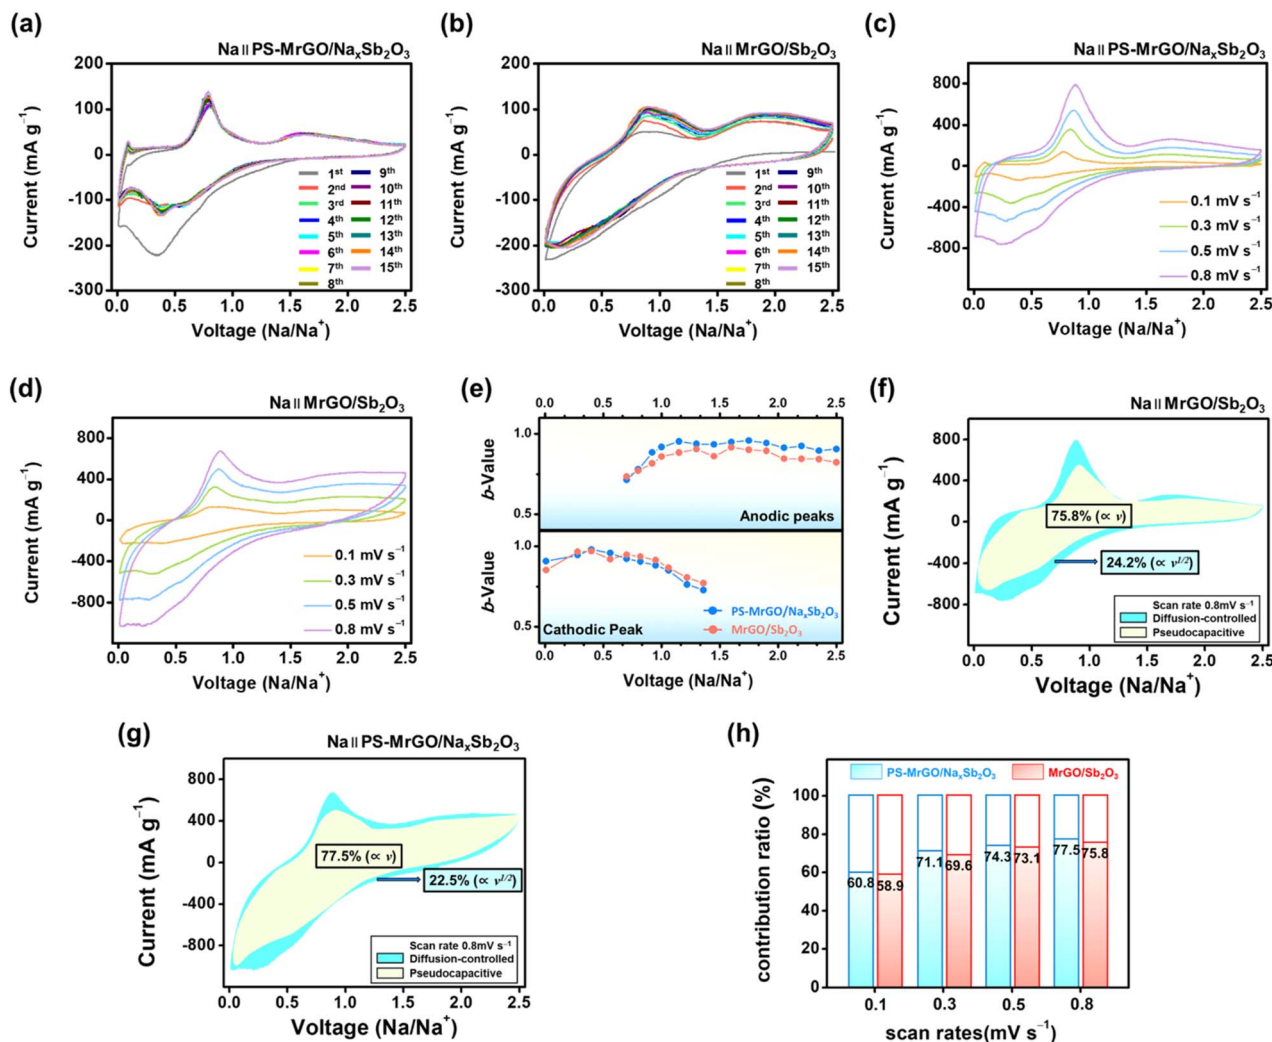 (a)
Na॥PS-MrGO/NaxSb2O3
Current (mA g⁻¹)
200
100
0
-100
-200
-300
1st
2nd
3rd
4th
5th
6th
7th
8th
9th
10th
11th
12th
13th
14th
15th
0.0 0.5 1.0 1.5 2.0 2.5
Voltage (Na/Na⁺)
(b)
Na॥MrGO/Sb2O3
Current (mA g⁻¹)
200
100
0
-100
-200
-300
1st
2nd
3rd
4th
5th
6th
7th
8th
9th
10th
11th
12th
13th
14th
15th
0.0 0.5 1.0 1.5 2.0 2.5
Voltage (Na/Na⁺)
(c)
Na॥PS-MrGO/NaxSb2O3
Current (mA g⁻¹)
800
400
0
-400
-800
0.1 mV s⁻¹
0.3 mV s⁻¹
0.5 mV s⁻¹
0.8 mV s⁻¹
0.0 0.5 1.0 1.5 2.0 2.5
Voltage (Na/Na⁺)
(d)
Na॥MrGO/Sb2O3
Current (mA g⁻¹)
800
400
0
-400
-800
0.1 mV s⁻¹
0.3 mV s⁻¹
0.5 mV s⁻¹
0.8 mV s⁻¹
0.0 0.5 1.0 1.5 2.0 2.5
Voltage (Na/Na⁺)
(e)
0.0 0.5 1.0 1.5 2.0 2.5
b-Value
1.0
0.5
Anodic peaks
b-Value
1.0
0.5
Cathodic Peak
PS-MrGO/NaxSb2O3
MrGO/Sb2O3
0.0 0.5 1.0 1.5 2.0 2.5
Voltage (Na/Na⁺)
(f)
Na॥MrGO/Sb2O3
Current (mA g⁻¹)
800
400
0
-400
-800
75.8% (∝ v)
24.2% (∝ v^1/2)
Scan rate 0.8mV s⁻¹
Diffusion-controlled
Pseudocapacitive
0.0 0.5 1.0 1.5 2.0 2.5
Voltage (Na/Na⁺)
(g)
Na॥PS-MrGO/NaxSb2O3
Current (mA g⁻¹)
800
400
0
-400
-800
77.5% (∝ v)
22.5% (∝ v^1/2)
Scan rate 0.8mV s⁻¹
Diffusion-controlled
Pseudocapacitive
0.0 0.5 1.0 1.5 2.0 2.5
Voltage (Na/Na⁺)
(h)
contribution ratio (%)
100
80
60
40
20
0
PS-MrGO/NaxSb2O3
MrGO/Sb2O3
60.8 58.9 71.1 69.6 74.3 73.1 77.5 75.8
0.1 0.3 0.5 0.8
scan rates(mV s⁻¹)